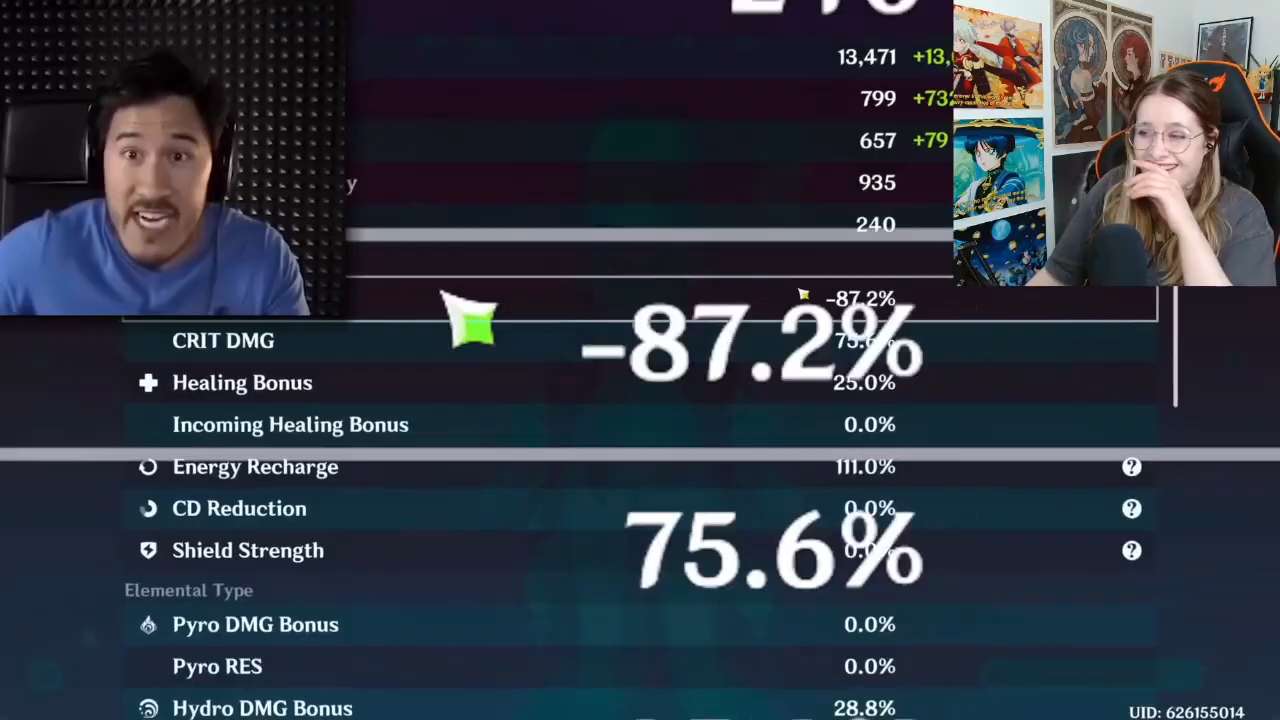 13,471 +13,
799 +73
657 +79
y 935
240
-87.2%
-87.2%
CRIT DMG
Healing Bonus 25.0%
Incoming Healing Bonus 0.0%
Energy Recharge 111.0% ?
CD Reduction 0.0% ?
75.6%
Shield Strength ?
Elemental Type
Pyro DMG Bonus 0.0%
Pyro RES 0.0%
Hydro DMG Bonus 28.8%
UID: 626155014